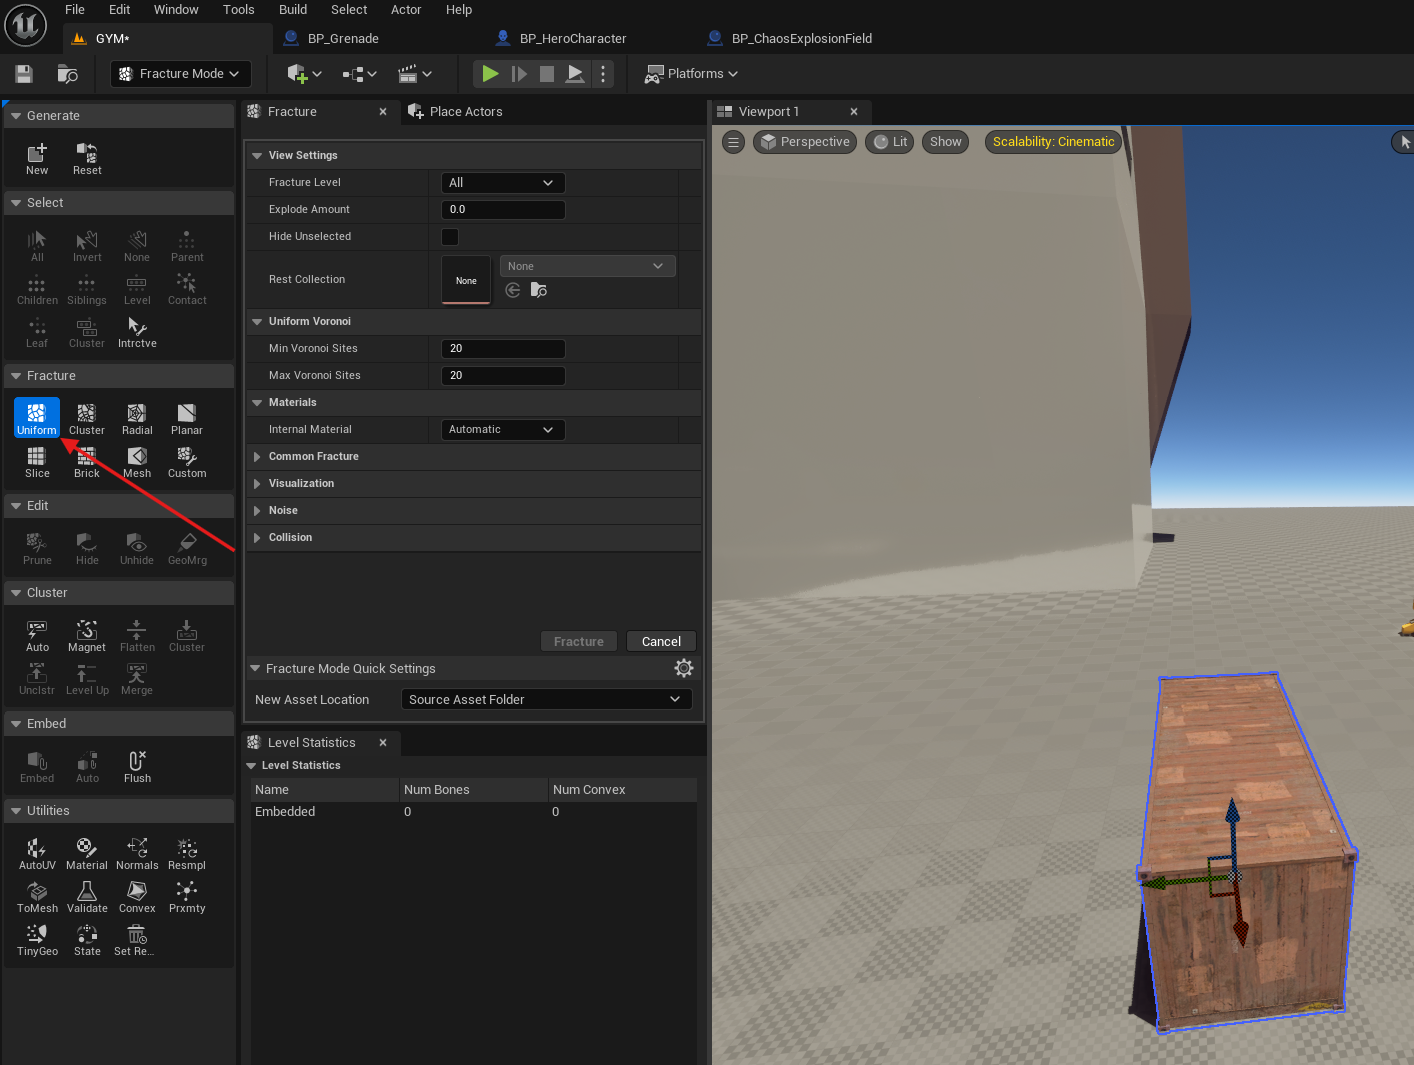 File Edit Window Tools Build Select Actor Help
GYM* BP_Grenade BP_HeroCharacter BP_ChaosExplosionField
Fracture Mode Platforms
Generate
New Reset
Select
All Invert None Parent
Children Siblings Level Contact
Leaf Cluster Intrctve
Fracture
Uniform Cluster Radial Planar
Slice Brick Mesh Custom
Edit
Prune Hide Unhide GeoMrg
Cluster
Auto Magnet Flatten Cluster
Unclstr Level Up Merge
Embed
Embed Auto Flush
Utilities
AutoUV Material Normals Resmpl
ToMesh Validate Convex Prxmty
TinyGeo State Set Re...
Fracture Place Actors
View Settings
Fracture Level All
Explode Amount 0.0
Hide Unselected
Rest Collection None None
Uniform Voronoi
Min Voronoi Sites 20
Max Voronoi Sites 20
Materials
Internal Material Automatic
Common Fracture
Visualization
Noise
Collision
Fracture Cancel
Fracture Mode Quick Settings
New Asset Location Source Asset Folder
Level Statistics
Level Statistics
Name Num Bones Num Convex
Embedded 0 0
Viewport 1
Perspective Lit Show Scalability: Cinematic